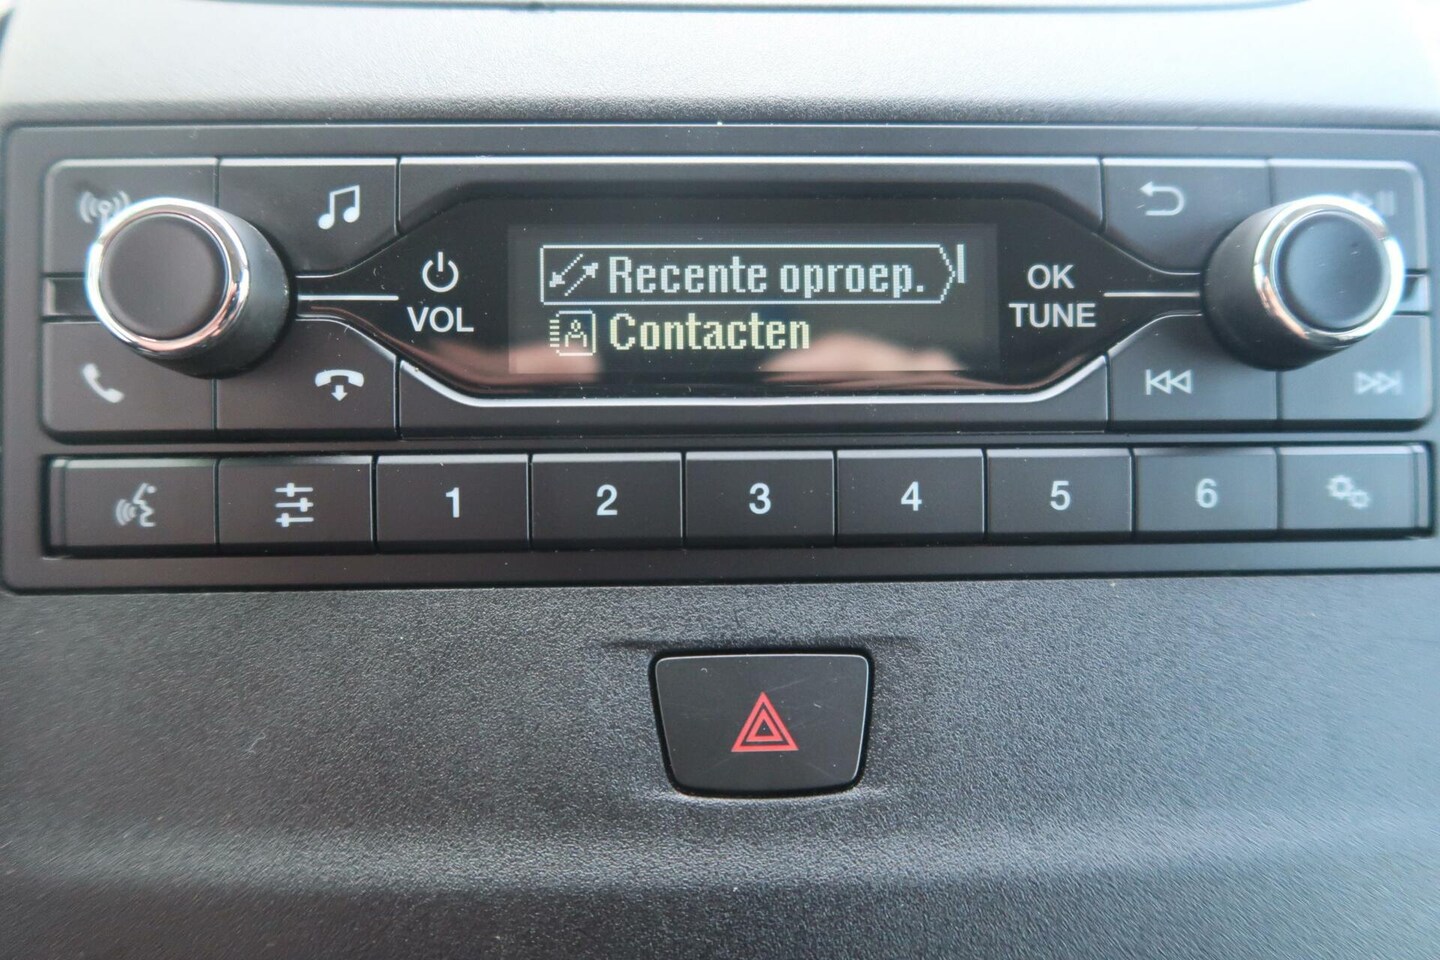 Recente oproep.
Contacten
VOL
OK
TUNE
1 2 3 4 5 6